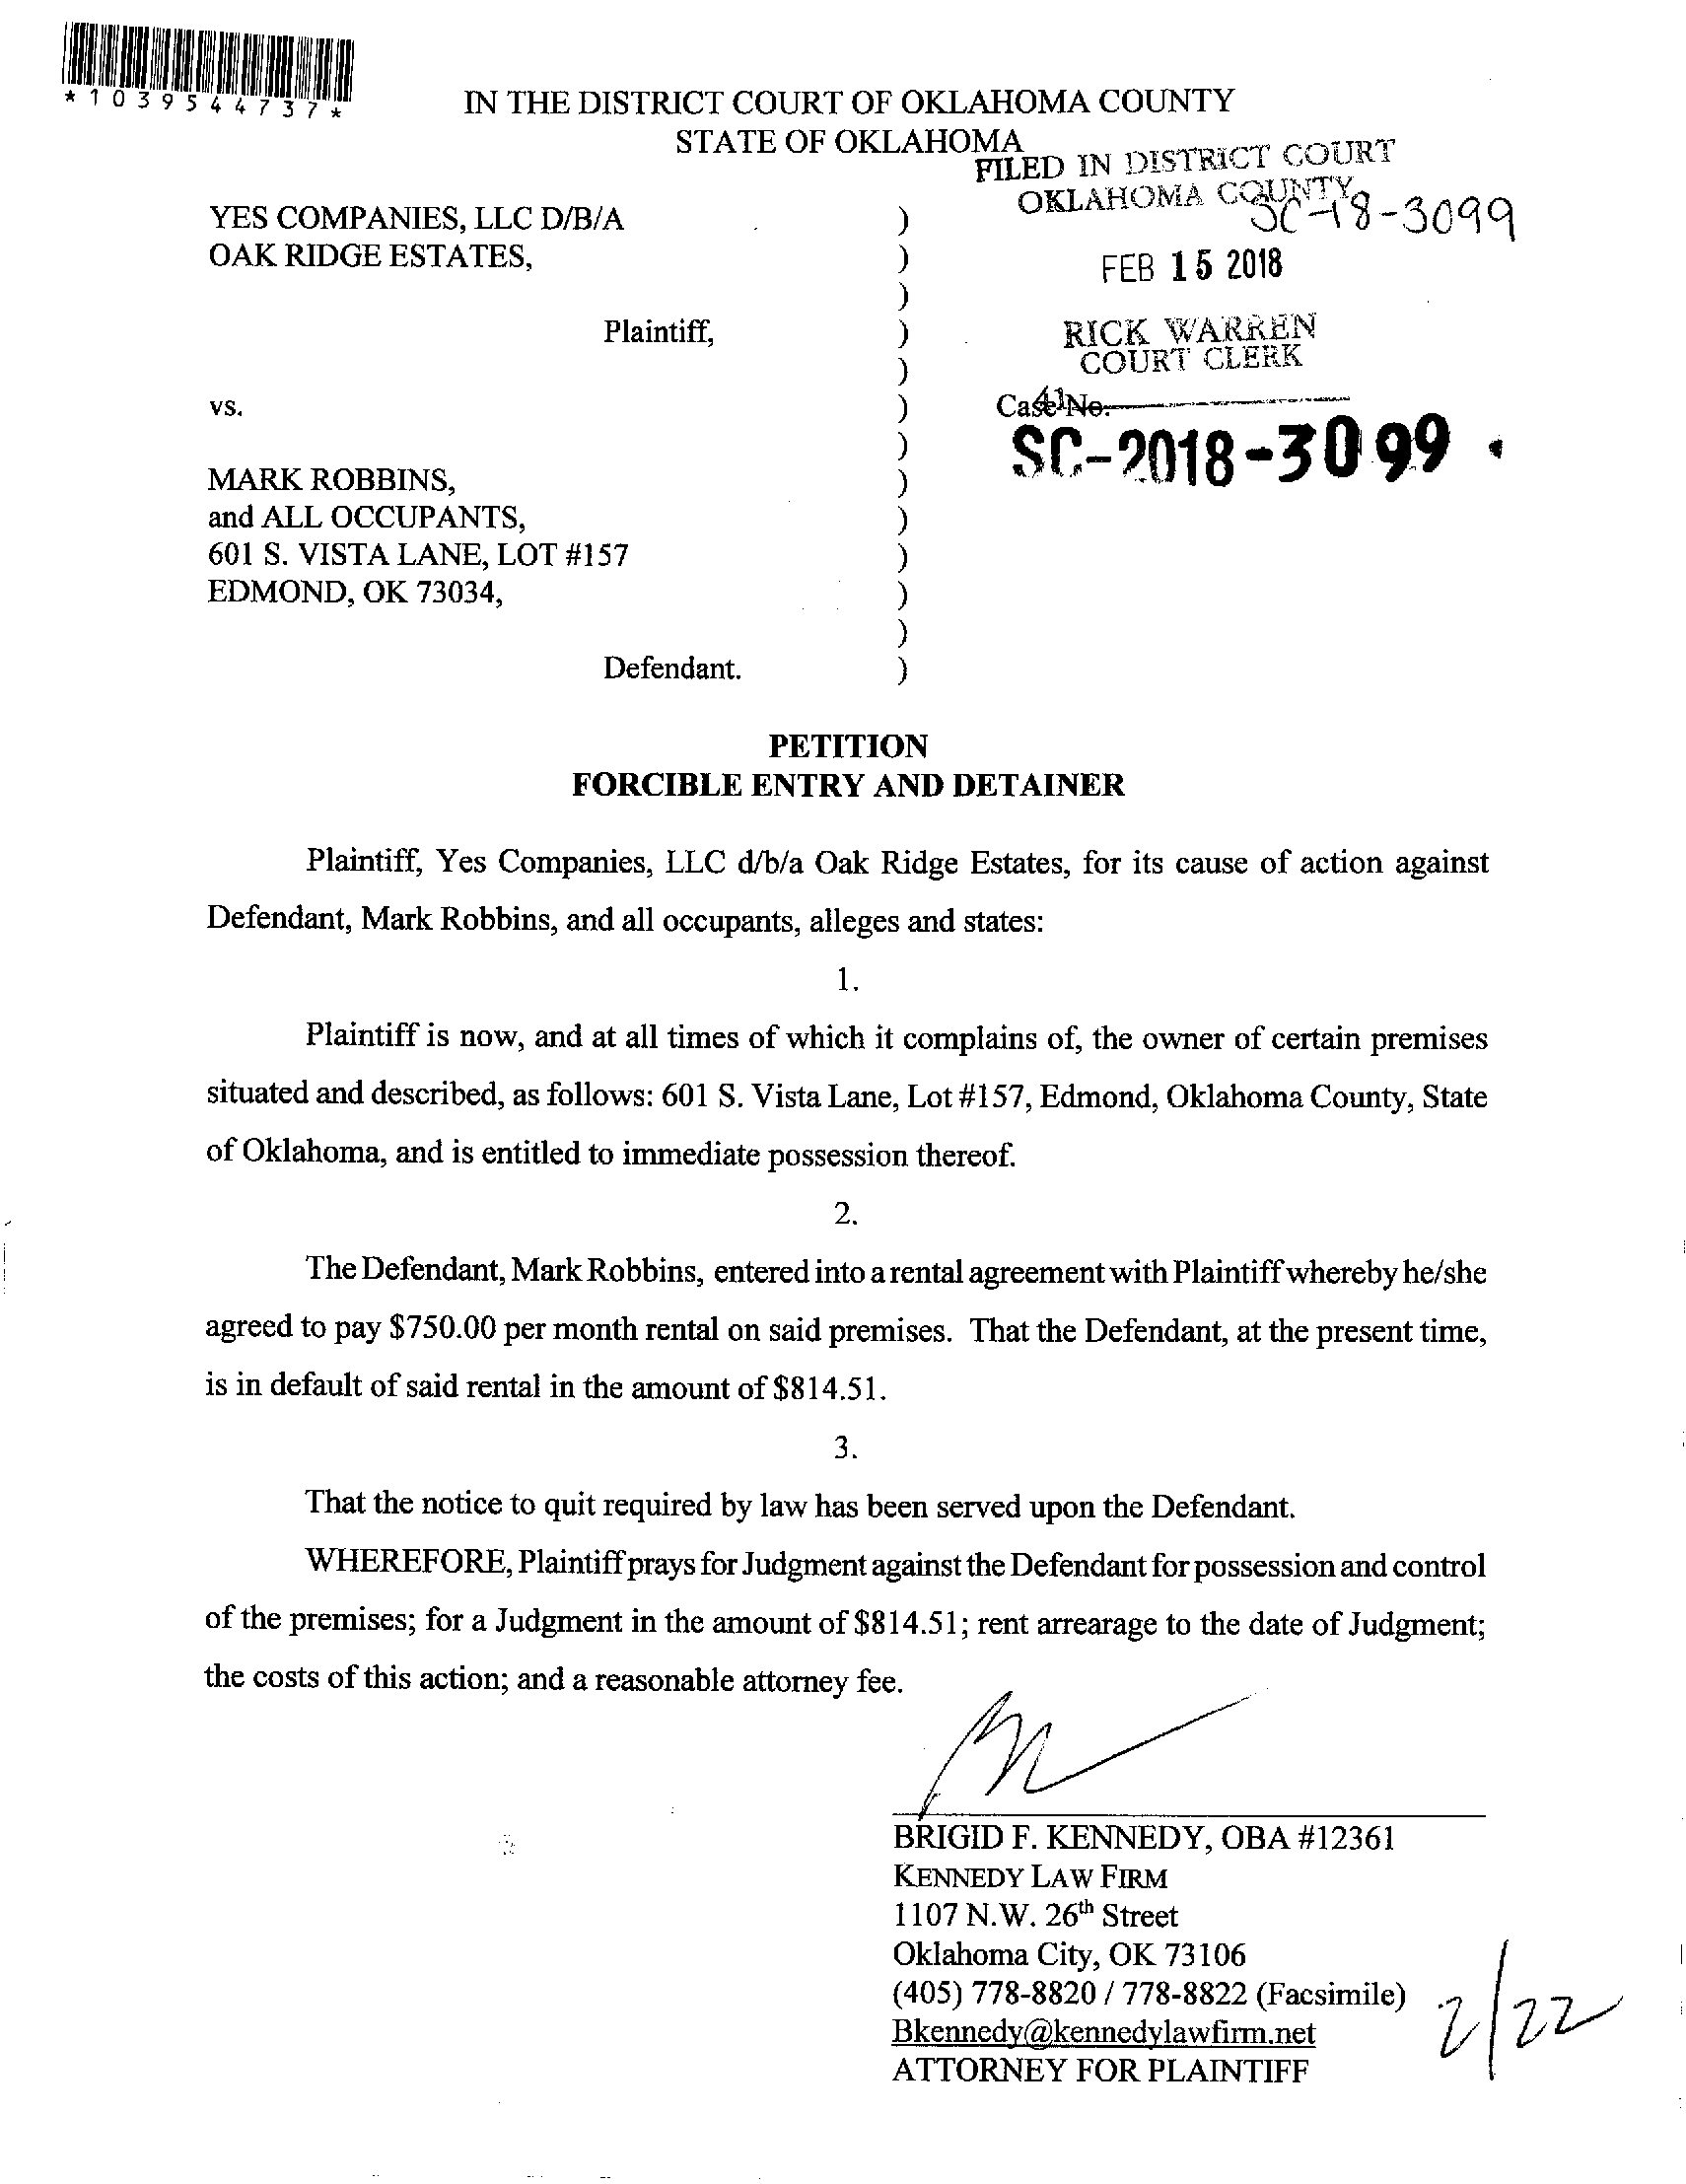 *1039544737*
IN THE DISTRICT COURT OF OKLAHOMA COUNTY
STATE OF OKLAHOMA
FILED IN DISTRICT COURT
OKLAHOMA COUNTY
SC-18-3099
YES COMPANIES, LLC D/B/A )
OAK RIDGE ESTATES, )
FEB 15 2018
)
Plaintiff, )
RICK WARREN
COURT CLERK
)
vs. )
Case No.
41
)
SC-2018-3099
MARK ROBBINS, )
and ALL OCCUPANTS, )
601 S. VISTA LANE, LOT #157 )
EDMOND, OK 73034, )
)
Defendant. )
PETITION
FORCIBLE ENTRY AND DETAINER
Plaintiff, Yes Companies, LLC d/b/a Oak Ridge Estates, for its cause of action against
Defendant, Mark Robbins, and all occupants, alleges and states:
1.
Plaintiff is now, and at all times of which it complains of, the owner of certain premises
situated and described, as follows: 601 S. Vista Lane, Lot #157, Edmond, Oklahoma County, State
of Oklahoma, and is entitled to immediate possession thereof.
2.
The Defendant, Mark Robbins, entered into a rental agreement with Plaintiff whereby he/she
agreed to pay $750.00 per month rental on said premises. That the Defendant, at the present time,
is in default of said rental in the amount of $814.51.
3.
That the notice to quit required by law has been served upon the Defendant.
WHEREFORE, Plaintiff prays for Judgment against the Defendant for possession and control
of the premises; for a Judgment in the amount of $814.51; rent arrearage to the date of Judgment;
the costs of this action; and a reasonable attorney fee.
BRIGID F. KENNEDY, OBA #12361
KENNEDY LAW FIRM
1107 N.W. 26th Street
Oklahoma City, OK 73106
(405) 778-8820 / 778-8822 (Facsimile)
Bkennedy@kennedylawfirm.net
ATTORNEY FOR PLAINTIFF
2/22